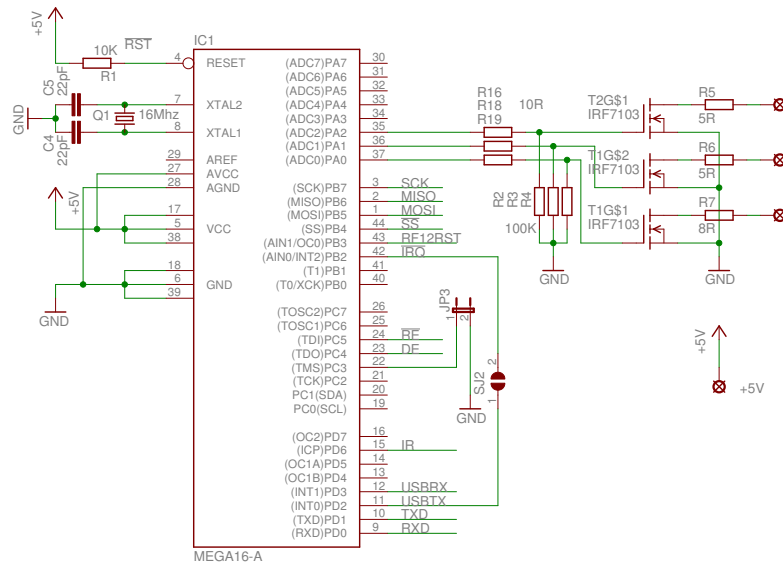 +5V
10K
RST
R1
C5
22pF
GND
C4
22pF
Q1
16Mhz
+5V
GND
IC1
4 RESET
7 XTAL2
8 XTAL1
29 AREF
27 AVCC
28 AGND
17
5 VCC
38
18
6 GND
39
MEGA16-A
(ADC7)PA7 30
(ADC6)PA6 31
(ADC5)PA5 32
(ADC4)PA4 33
(ADC3)PA3 34
(ADC2)PA2 35
(ADC1)PA1 36
(ADC0)PA0 37
(SCK)PB7 3 SCK
(MISO)PB6 2 MISO
(MOSI)PB5 1 MOSI
(SS)PB4 44 SS
(AIN1/OC0)PB3 43 RF12RST
(AIN0/INT2)PB2 42 IRQ
(T1)PB1 41
(T0/XCK)PB0 40
(TOSC2)PC7 26
(TOSC1)PC6 25
(TDI)PC5 24 RF
(TDO)PC4 23 DF
(TMS)PC3 22
(TCK)PC2 21
PC1(SDA) 20
PC0(SCL) 19
(OC2)PD7 16
(ICP)PD6 15 IR
(OC1A)PD5 14
(OC1B)PD4 13
(INT1)PD3 12 USBRX
(INT0)PD2 11 USBTX
(TXD)PD1 10 TXD
(RXD)PD0 9 RXD
JP3
1
2
GND
SJ2
2
1
R16
R18
R19
10R
R2
R3
R4
100K
GND
T2G$1
IRF7103
T1G$2
IRF7103
T1G$1
IRF7103
R5
5R
R6
5R
R7
8R
GND
+5V
+5V